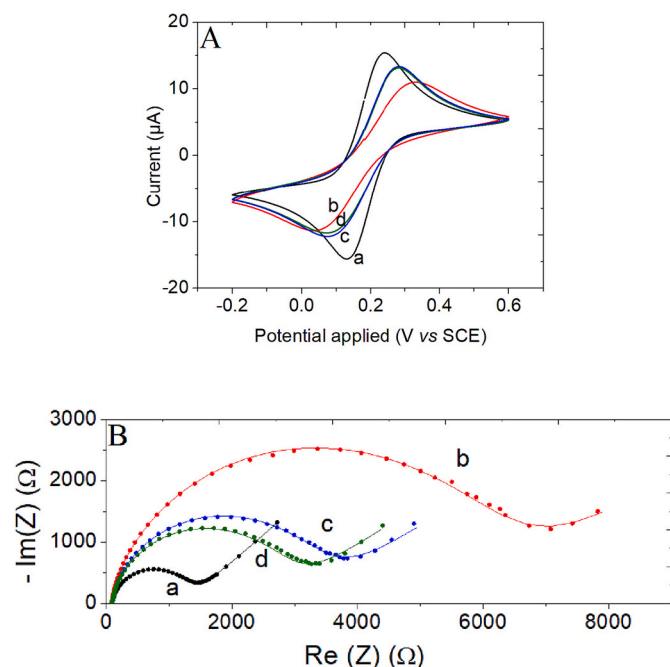 A
20
10
0
-10
-20
Current (µA)
b
d
c
a
-0.2 0.0 0.2 0.4 0.6
Potential applied (V vs SCE)
B
3000
2000
1000
0
- Im(Z) (Ω)
b
c
d
a
0 2000 4000 6000 8000
Re (Z) (Ω)